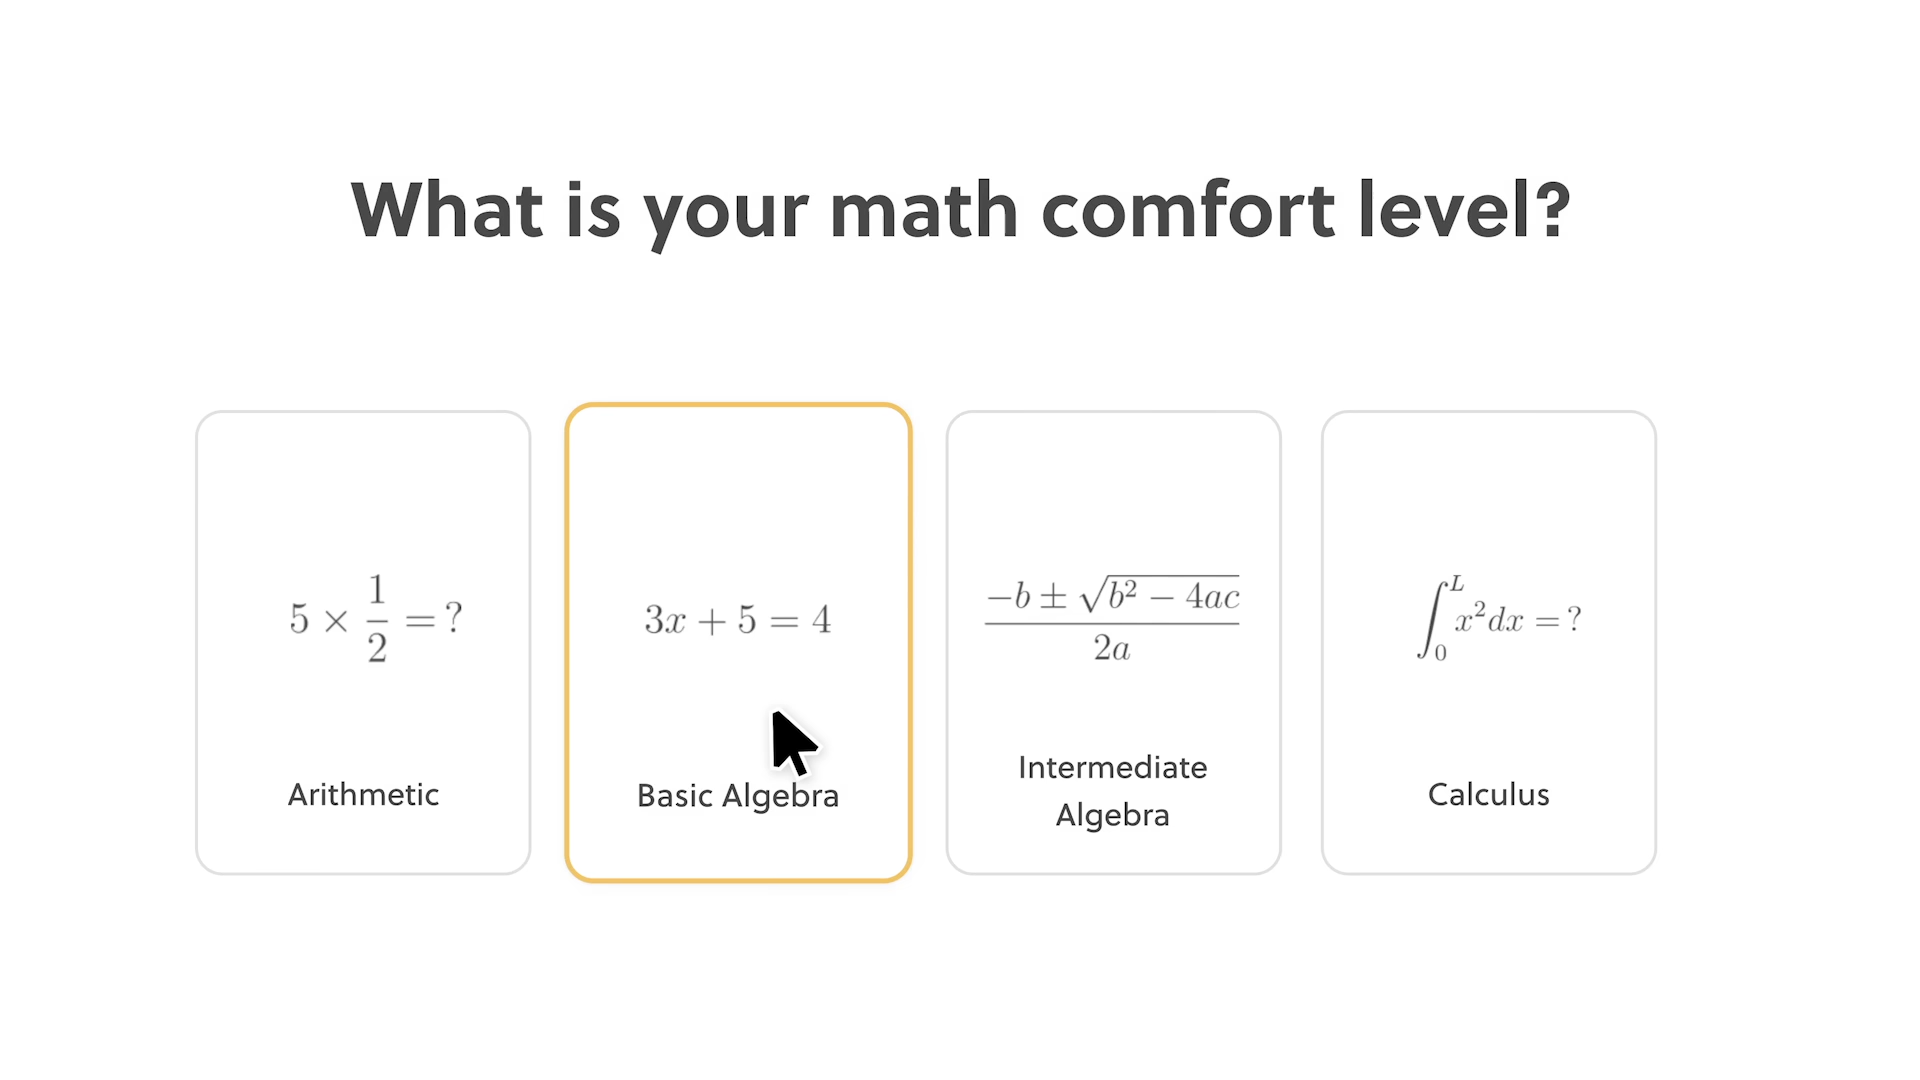 What is your math comfort level?
5 × 1/2 = ?
Arithmetic
3x + 5 = 4
Basic Algebra
(−b ± √(b² − 4ac))/(2a)
Intermediate
Algebra
∫₀ᴸ x²dx = ?
Calculus